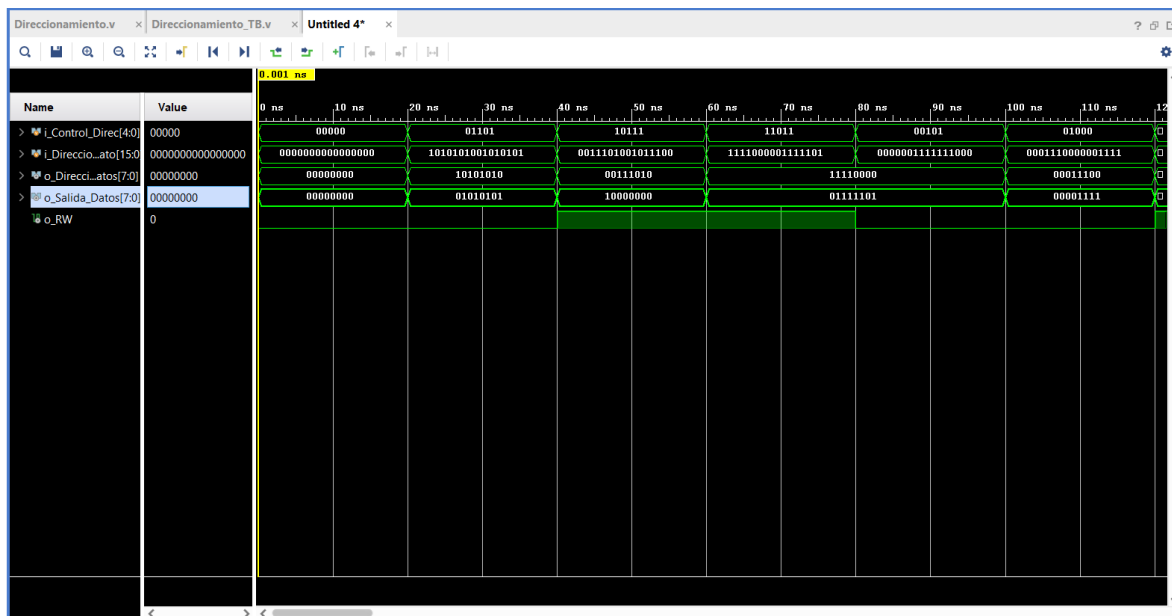 Direccionamiento.v × Direccionamiento_TB.v × Untitled 4* ×
?
0.001 ns
Name Value 0 ns 10 ns 20 ns 30 ns 40 ns 50 ns 60 ns 70 ns 80 ns 90 ns 100 ns 110 ns 12
> i_Control_Direc[4:0] 00000 00000 01101 10111 11011 00101 01000
> i_Direccio...ato[15:0 0000000000000000 0000000000000000 1010101001010101 0011101001011100 1111000001111101 0000001111111000 0001110000001111
> o_Direcci...atos[7:0] 00000000 00000000 10101010 00111010 11110000 00011100
> o_Salida_Datos[7:0] 00000000 00000000 01010101 10000000 01111101 00001111
o_RW 0